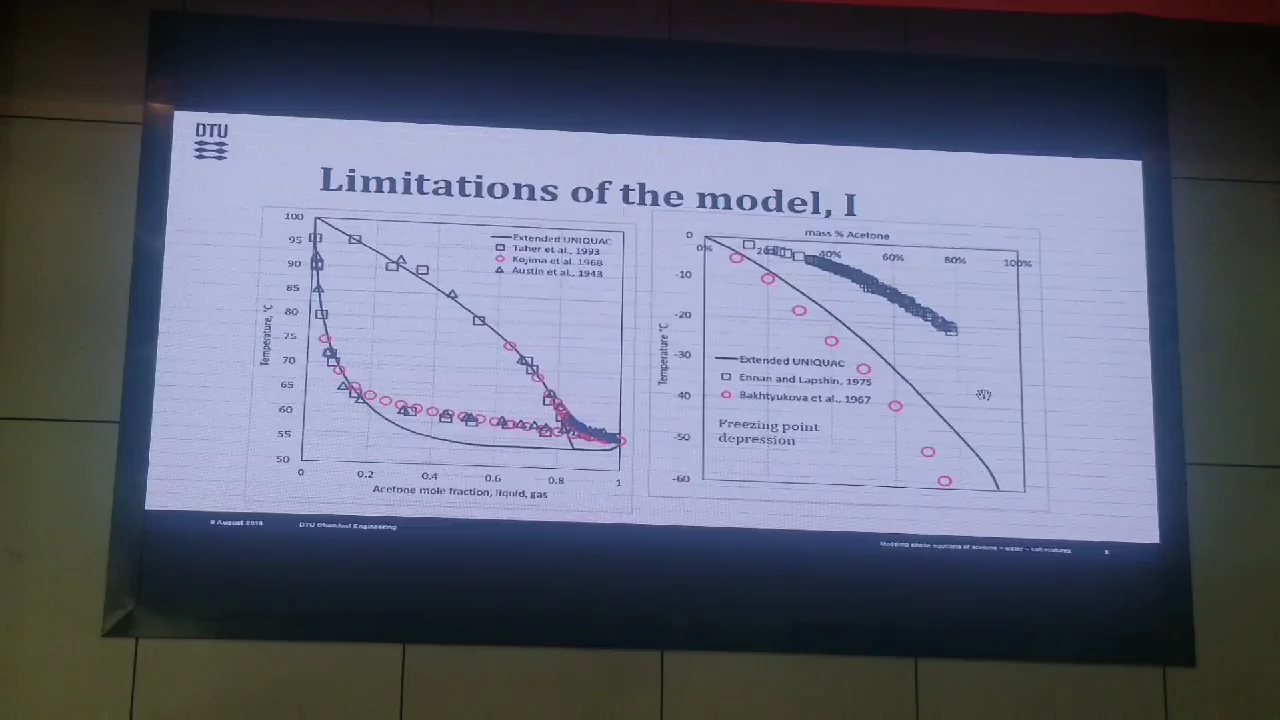 DTU
Limitations of the model, I
100
95
90
85
80
75
70
65
60
55
50
0
0.2
0.4
0.6
0.8
1
Temperature, °C
Acetone mole fraction, liquid, gas
Extended UNIQUAC
Taher et al., 1993
Kojima et al. 1968
Austin et al., 1943
mass % Acetone
0%
40%
60%
80%
100%
0
-10
-20
-30
-40
-50
-60
Temperature °C
Extended UNIQUAC
Ennan and Lapshin, 1975
Bakhtyukova et al., 1967
Freezing point
depression
DTU Chemical Engineering